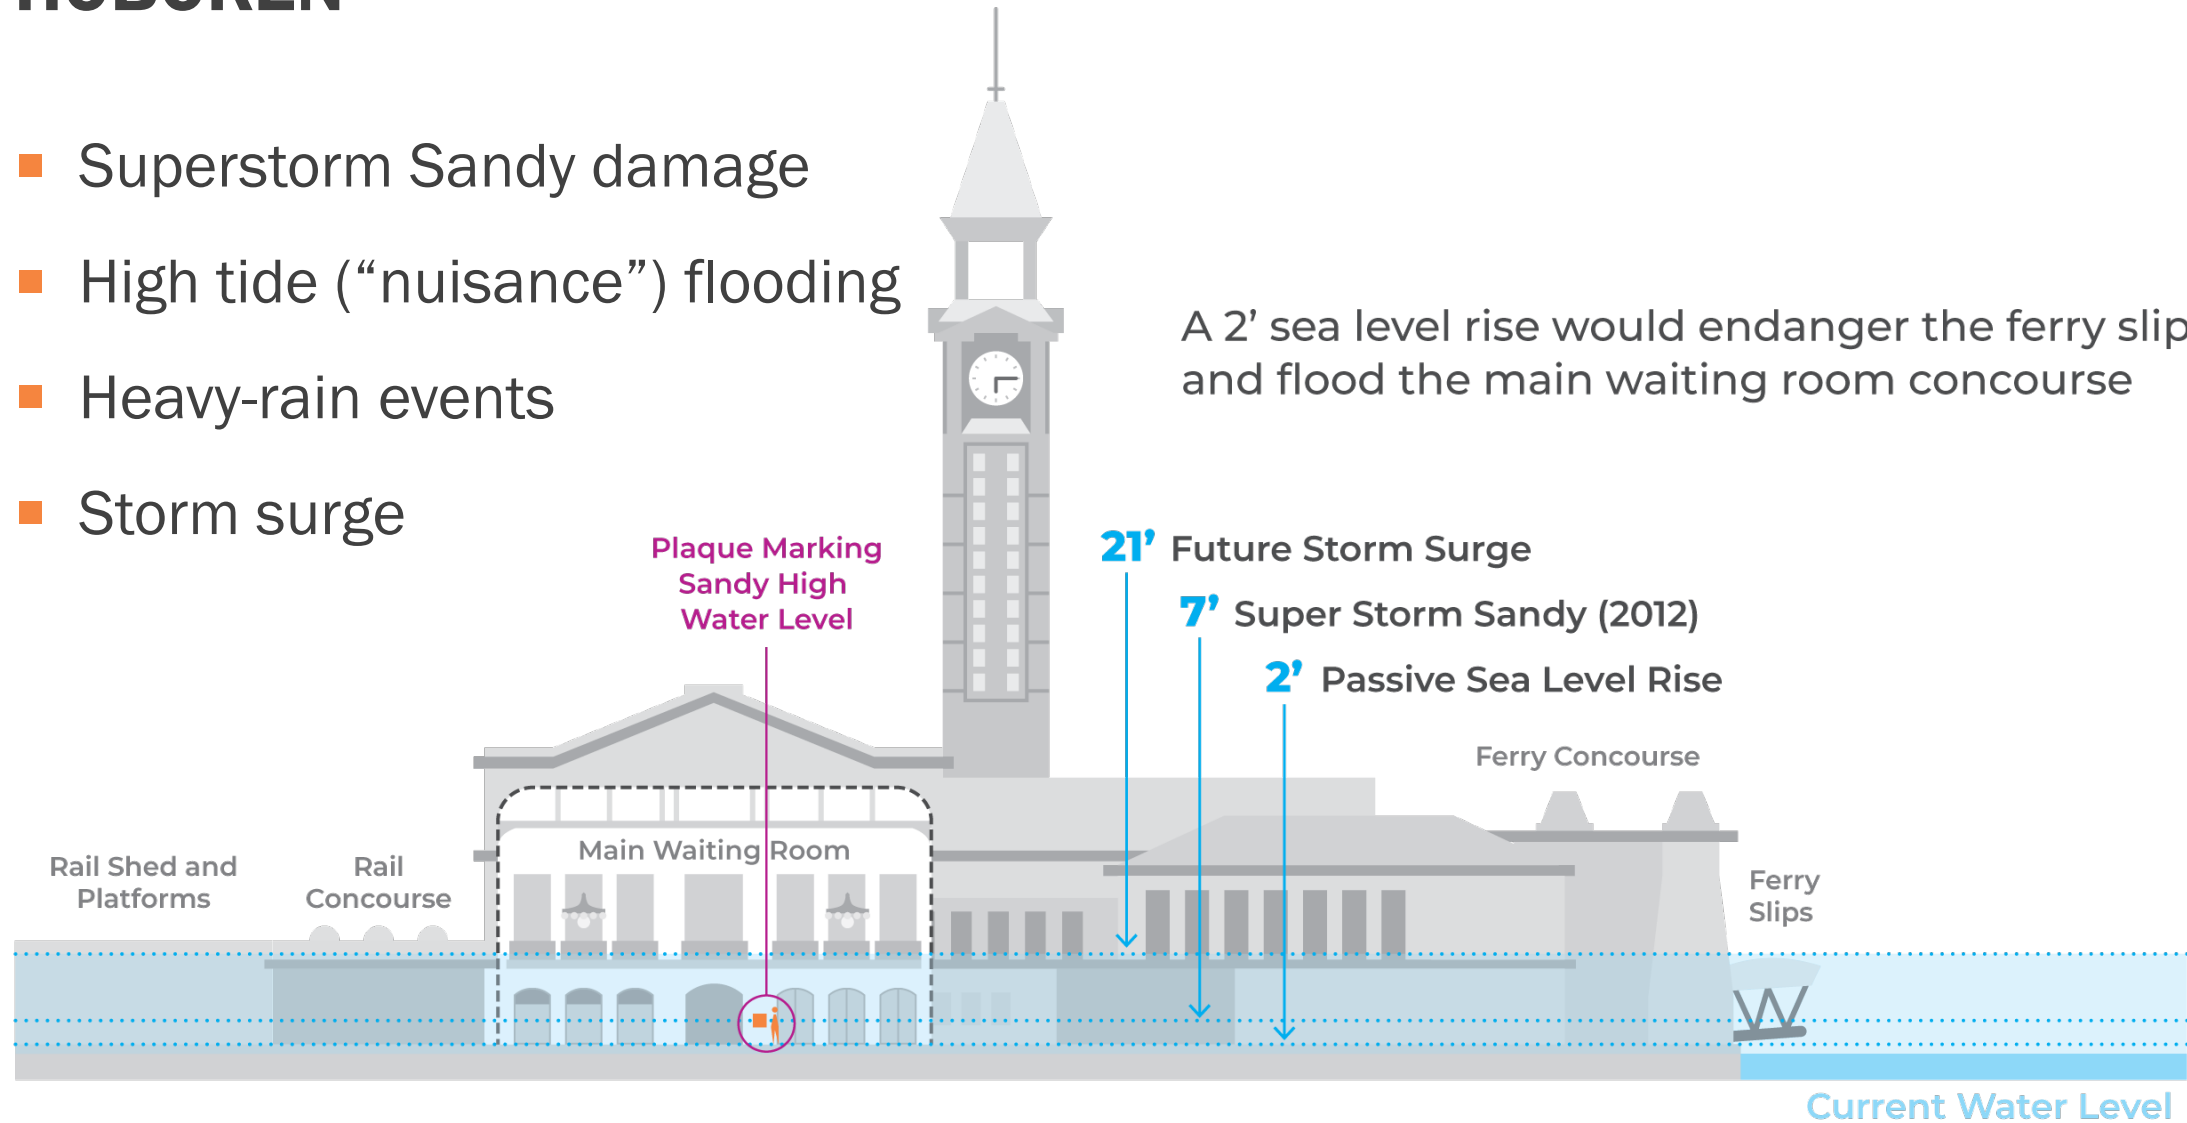 HOBOKEN
▪ Superstorm Sandy damage
▪ High tide (“nuisance”) flooding
▪ Heavy-rain events
▪ Storm surge
A 2’ sea level rise would endanger the ferry slip
and flood the main waiting room concourse
Plaque Marking
Sandy High
Water Level
21’ Future Storm Surge
7’ Super Storm Sandy (2012)
2’ Passive Sea Level Rise
Ferry Concourse
Main Waiting Room
Rail Shed and
Platforms
Rail
Concourse
Ferry
Slips
Current Water Level